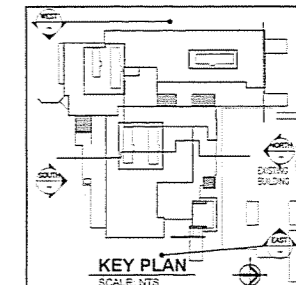 WEST
NORTH
EXISTING
BUILDING
SOUTH
EAST
KEY PLAN
SCALE: NTS